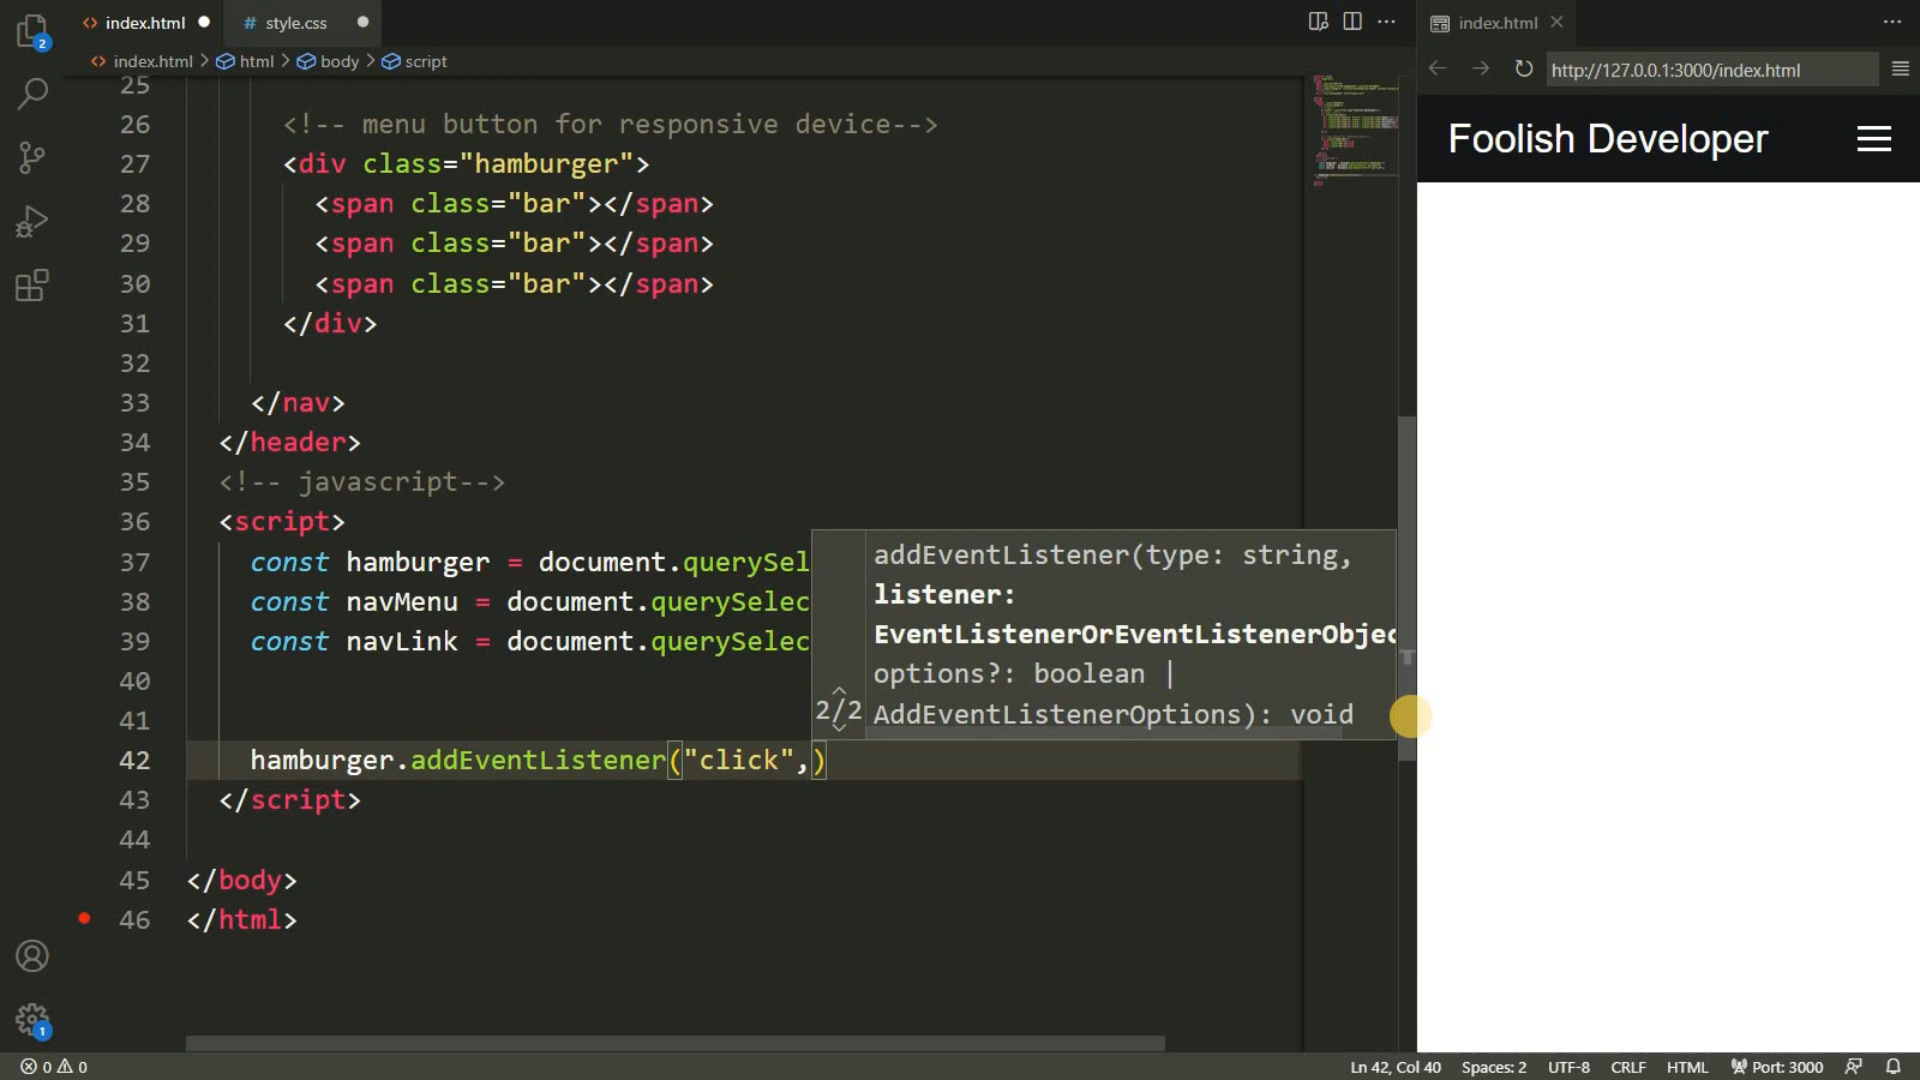 index.html
style.css
index.html
2
index.html
html
body
script
http://127.0.0.1:3000/index.html
Foolish Developer
25
26 <!-- menu button for responsive device-->
27 <div class="hamburger">
28 <span class="bar"></span>
29 <span class="bar"></span>
30 <span class="bar"></span>
31 </div>
32
33 </nav>
34 </header>
35 <!-- javascript-->
36 <script>
37 const hamburger = document.querySel
38 const navMenu = document.querySelec
39 const navLink = document.querySelec
40
41
addEventListener(type: string,
listener:
EventListenerOrEventListenerObjec
options?: boolean |
2/2 AddEventListenerOptions): void
42 hamburger.addEventListener("click",)
43 </script>
44
45 </body>
46 </html>
1
0 0
Ln 42, Col 40
Spaces: 2
UTF-8
CRLF
HTML
Port: 3000